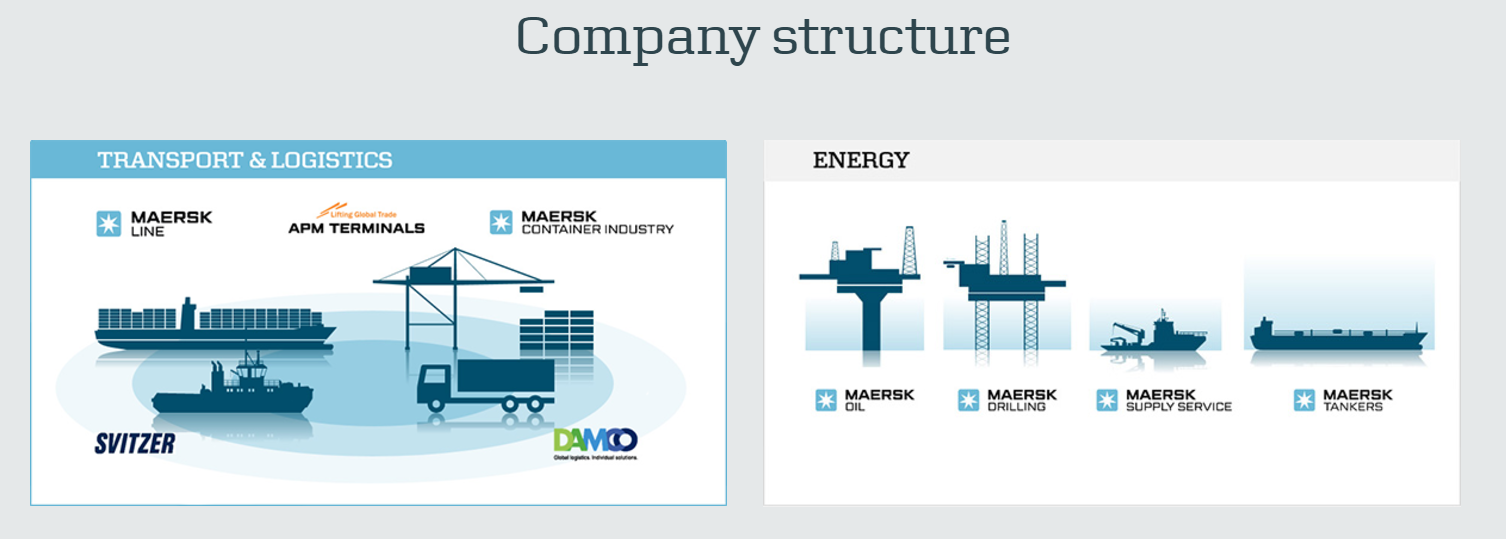 Company structure
TRANSPORT & LOGISTICS
MAERSK
LINE
Lifting Global Trade
APM TERMINALS
MAERSK
CONTAINER INDUSTRY
SVITZER
DAMCO
Global logistics. Individual solutions.
ENERGY
MAERSK
OIL
MAERSK
DRILLING
MAERSK
SUPPLY SERVICE
MAERSK
TANKERS